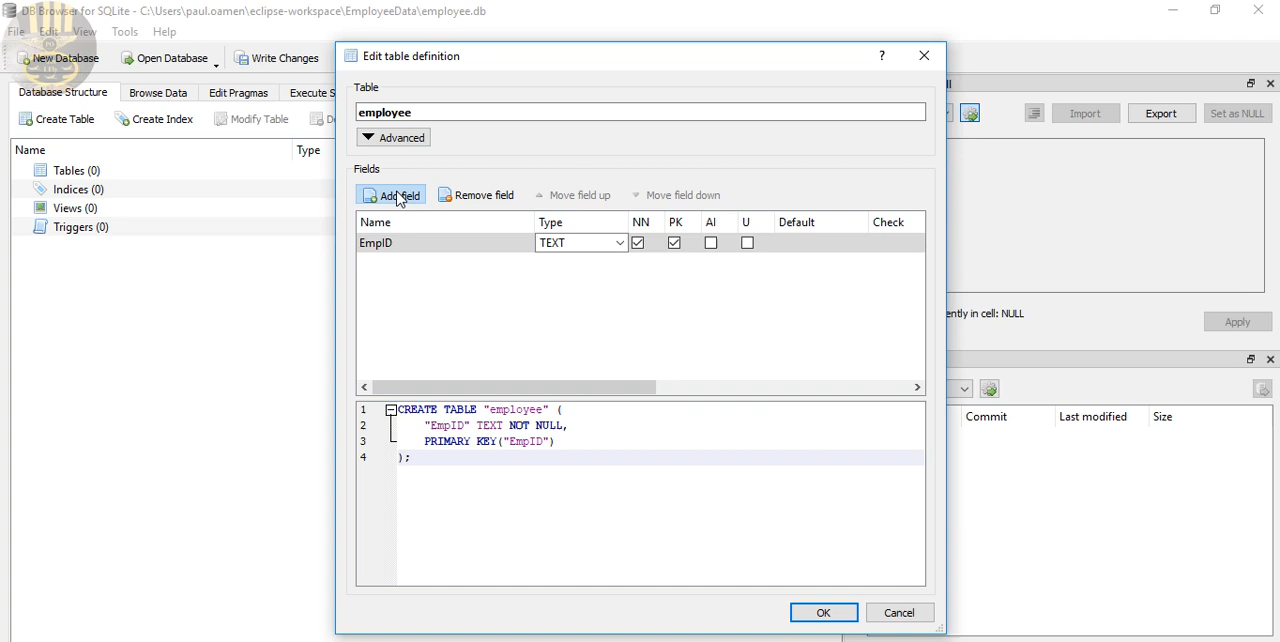 DB Browser for SQLite - C:\Users\paul.oamen\eclipse-workspace\EmployeeData\employee.db
File Edit View Tools Help
New Database Open Database Write Changes
Database Structure Browse Data Edit Pragmas Execute S
Create Table Create Index Modify Table
Name Type
Tables (0)
Indices (0)
Views (0)
Triggers (0)
Edit table definition ?
Table
employee
Advanced
Fields
Add field Remove field Move field up Move field down
Name Type NN PK AI U Default Check
EmpID TEXT
1 CREATE TABLE "employee" (
2 "EmpID" TEXT NOT NULL,
3 PRIMARY KEY("EmpID")
4 );
OK Cancel
Import Export Set as NULL
ently in cell: NULL
Apply
Commit Last modified Size